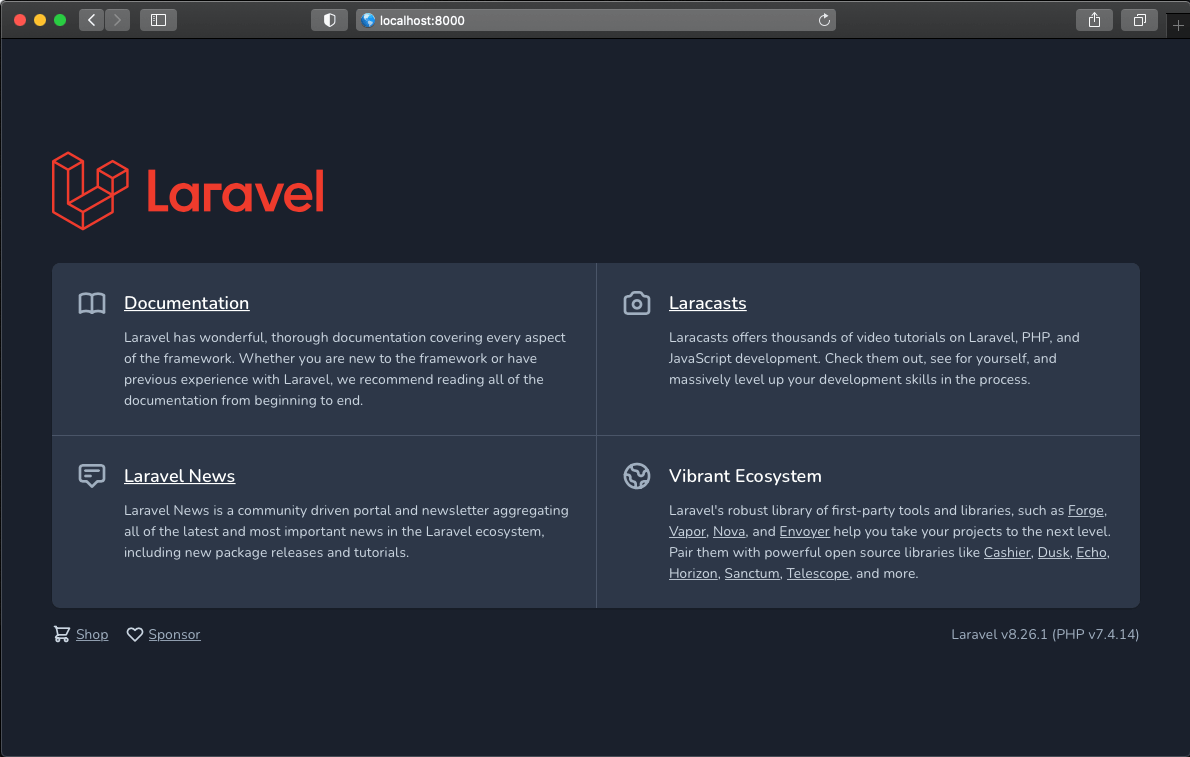 localhost:8000
Laravel
Documentation
Laravel has wonderful, thorough documentation covering every aspect
of the framework. Whether you are new to the framework or have
previous experience with Laravel, we recommend reading all of the
documentation from beginning to end.
Laracasts
Laracasts offers thousands of video tutorials on Laravel, PHP, and
JavaScript development. Check them out, see for yourself, and
massively level up your development skills in the process.
Laravel News
Laravel News is a community driven portal and newsletter aggregating
all of the latest and most important news in the Laravel ecosystem,
including new package releases and tutorials.
Vibrant Ecosystem
Laravel's robust library of first-party tools and libraries, such as Forge,
Vapor, Nova, and Envoyer help you take your projects to the next level.
Pair them with powerful open source libraries like Cashier, Dusk, Echo,
Horizon, Sanctum, Telescope, and more.
Shop
Sponsor
Laravel v8.26.1 (PHP v7.4.14)